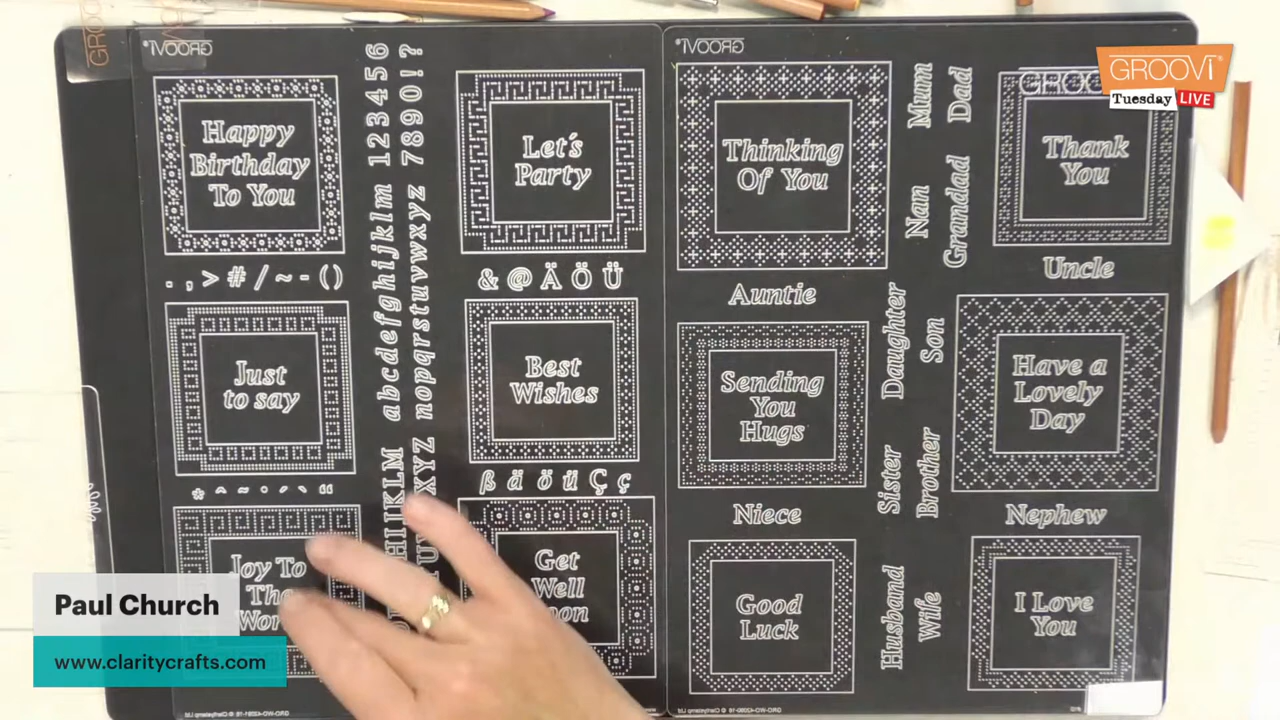 GROOVI®
GROOVI®
GROOVI®
Tuesday LIVE
Happy
Birthday
To You
. , > # / ~ - ( )
Just
to say
Joy To
The
1 2 3 4 5 6
7 8 9 0 ! ?
a b c d e f g h i j k l m
n o p q r s t u v w x y z
Let's
Party
& @ Ä Ö Ü
Best
Wishes
ß ä ö ü Ç ç
Get
Well
Thinking
Of You
Auntie
Sending
You
Hugs
Niece
Good
Luck
Mum
Dad
Nan
Grandad
Daughter
Son
Sister
Brother
Husband
Wife
Thank
You
Uncle
Have a
Lovely
Day
Nephew
I Love
You
Paul Church
www.claritycrafts.com